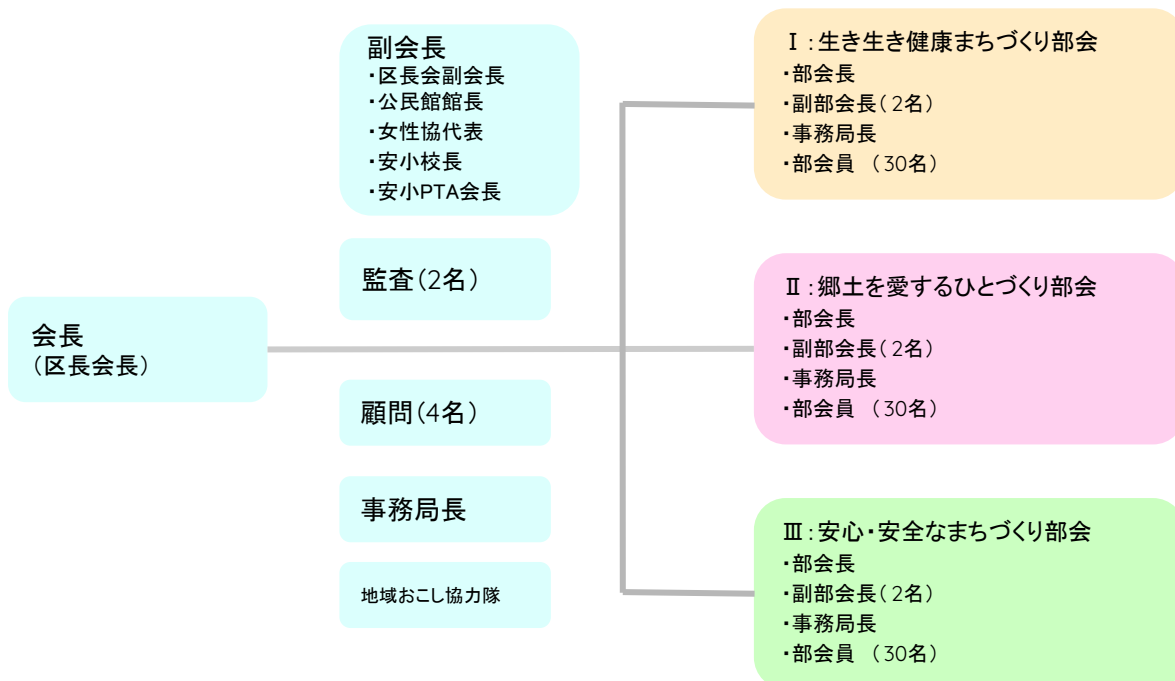 会長
（区長会長）
副会長
・区長会副会長
・公民館館長
・女性協代表
・安小校長
・安小PTA会長
監査（2名）
顧問（4名）
事務局長
地域おこし協力隊
Ⅰ：生き生き健康まちづくり部会
・部会長
・副部会長（2名）
・事務局長
・部会員 （30名）
Ⅱ：郷土を愛するひとづくり部会
・部会長
・副部会長（2名）
・事務局長
・部会員 （30名）
Ⅲ：安心・安全なまちづくり部会
・部会長
・副部会長（2名）
・事務局長
・部会員 （30名）